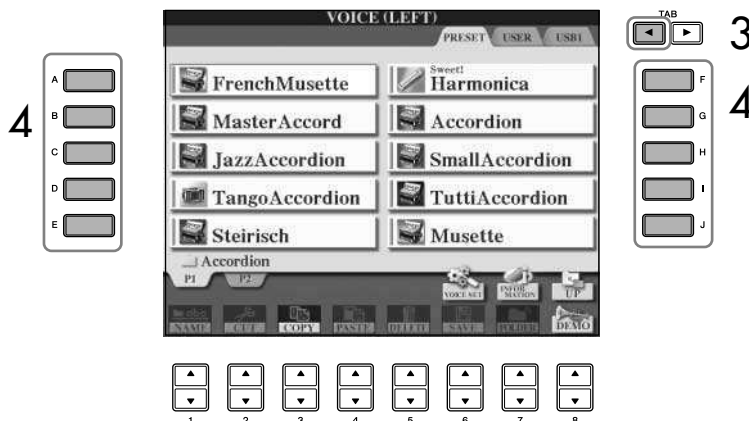 VOICE (LEFT)
PRESET USER USB1
TAB
3
4
4
A
B
C
D
E
F
G
H
I
J
FrenchMusette
Sweet!
Harmonica
MasterAccord
Accordion
JazzAccordion
SmallAccordion
TangoAccordion
TuttiAccordion
Steirisch
Musette
Accordion
P1 P2
VOICE SET
INFOR
MATION
UP
NAME CUT COPY PASTE DELETE SAVE FOLDER DEMO
1 2 3 4 5 6 7 8